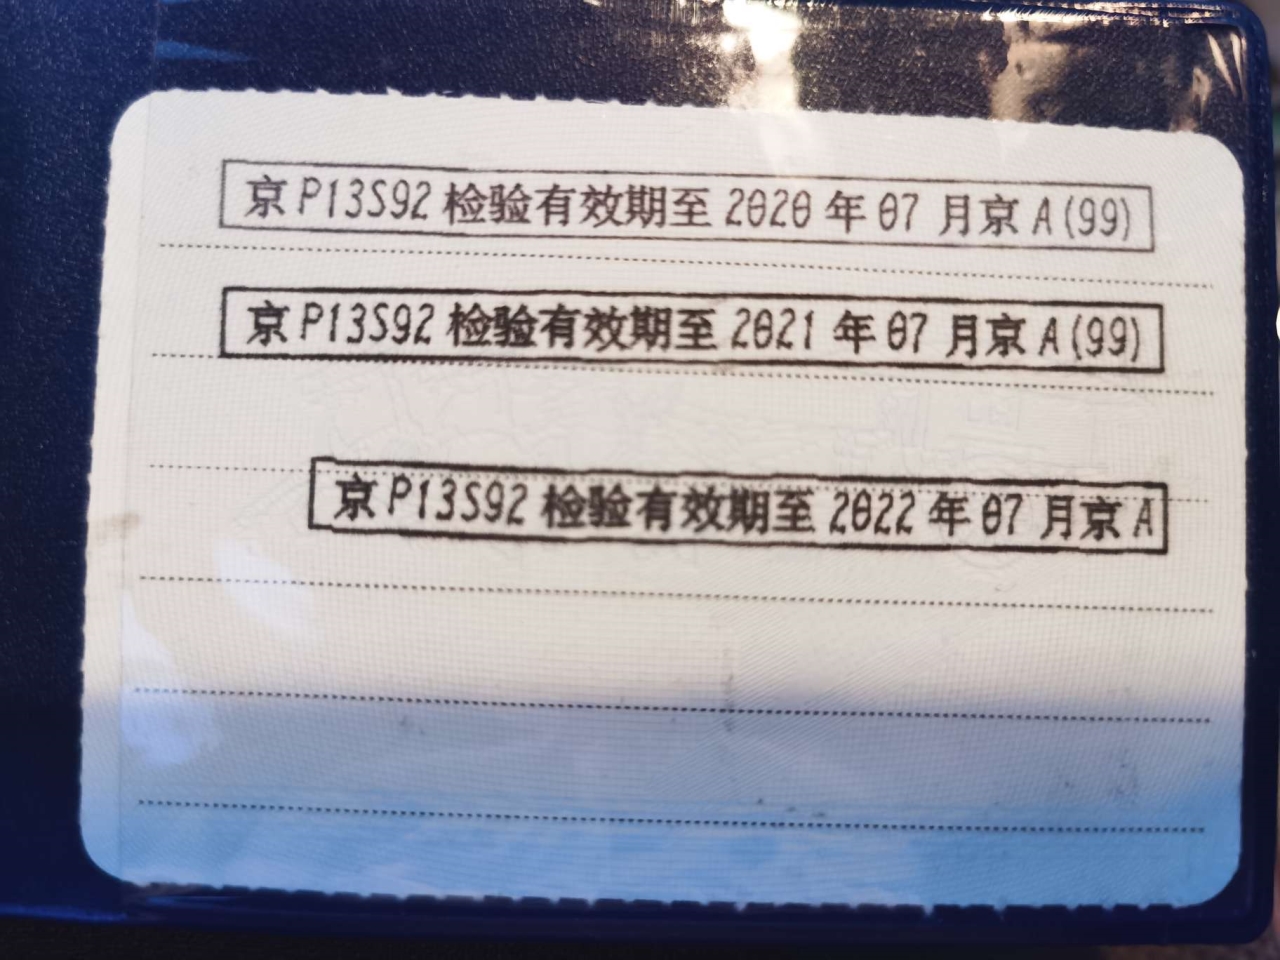 京P13S92 检验有效期至 2020 年 07 月京 A(99)
京P13S92 检验有效期至 2021 年 07 月京 A(99)
京P13S92 检验有效期至 2022 年 07 月京 A